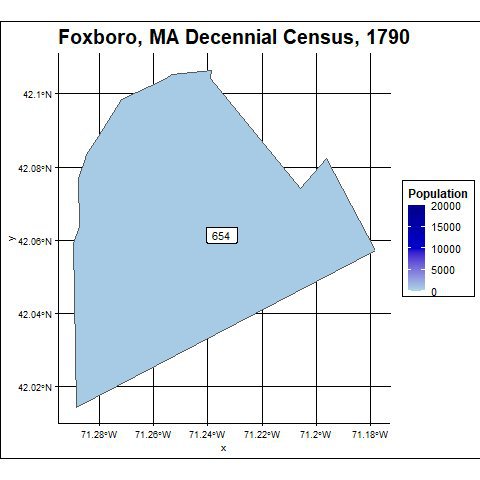 Foxboro, MA Decennial Census, 1790
42.1°N
42.08°N
42.06°N
42.04°N
42.02°N
y
654
Population
20000
15000
10000
5000
0
71.28°W 71.26°W 71.24°W 71.22°W 71.2°W 71.18°W
x